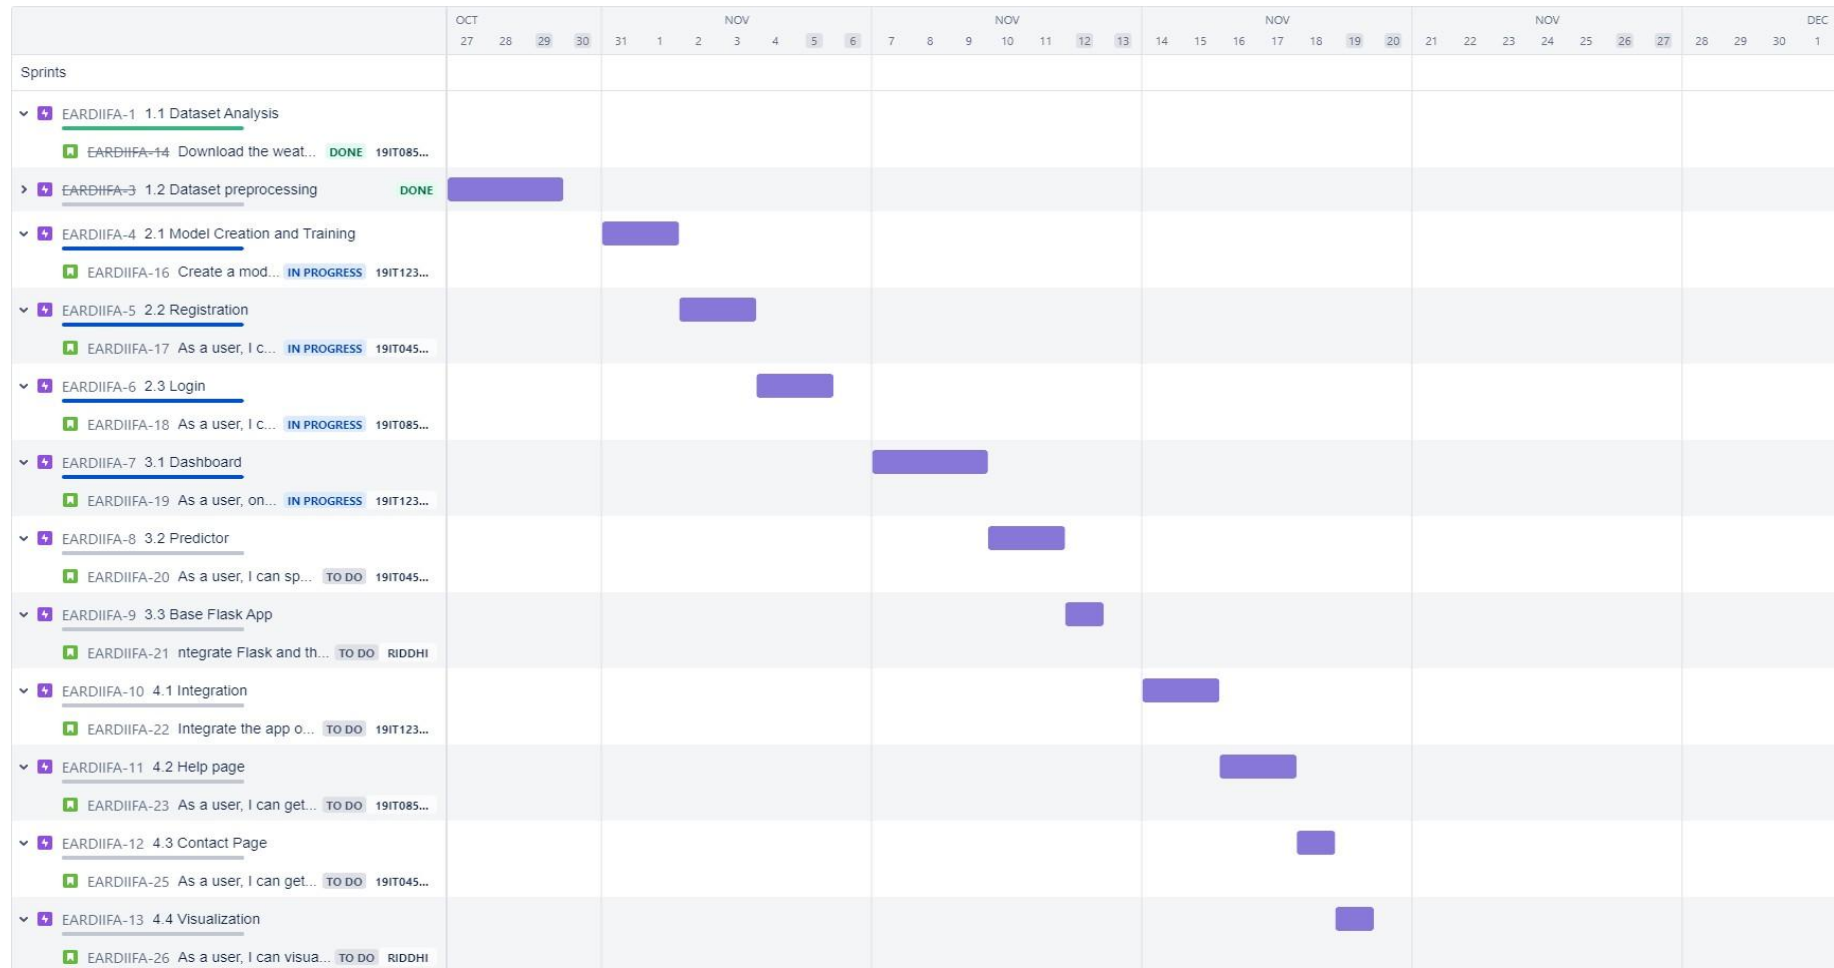 OCT NOV NOV NOV NOV DEC
27 28 29 30 31 1 2 3 4 5 6 7 8 9 10 11 12 13 14 15 16 17 18 19 20 21 22 23 24 25 26 27 28 29 30 1
Sprints
EARDIIFA-1 1.1 Dataset Analysis
EARDIIFA-14 Download the weat... DONE 19IT085...
EARDIIFA-3 1.2 Dataset preprocessing DONE
EARDIIFA-4 2.1 Model Creation and Training
EARDIIFA-16 Create a mod... IN PROGRESS 19IT123...
EARDIIFA-5 2.2 Registration
EARDIIFA-17 As a user, I c... IN PROGRESS 19IT045...
EARDIIFA-6 2.3 Login
EARDIIFA-18 As a user, I c... IN PROGRESS 19IT085...
EARDIIFA-7 3.1 Dashboard
EARDIIFA-19 As a user, on... IN PROGRESS 19IT123...
EARDIIFA-8 3.2 Predictor
EARDIIFA-20 As a user, I can sp... TO DO 19IT045...
EARDIIFA-9 3.3 Base Flask App
EARDIIFA-21 ntegrate Flask and th... TO DO RIDDHI
EARDIIFA-10 4.1 Integration
EARDIIFA-22 Integrate the app o... TO DO 19IT123...
EARDIIFA-11 4.2 Help page
EARDIIFA-23 As a user, I can get... TO DO 19IT085...
EARDIIFA-12 4.3 Contact Page
EARDIIFA-25 As a user, I can get... TO DO 19IT045...
EARDIIFA-13 4.4 Visualization
EARDIIFA-26 As a user, I can visua... TO DO RIDDHI